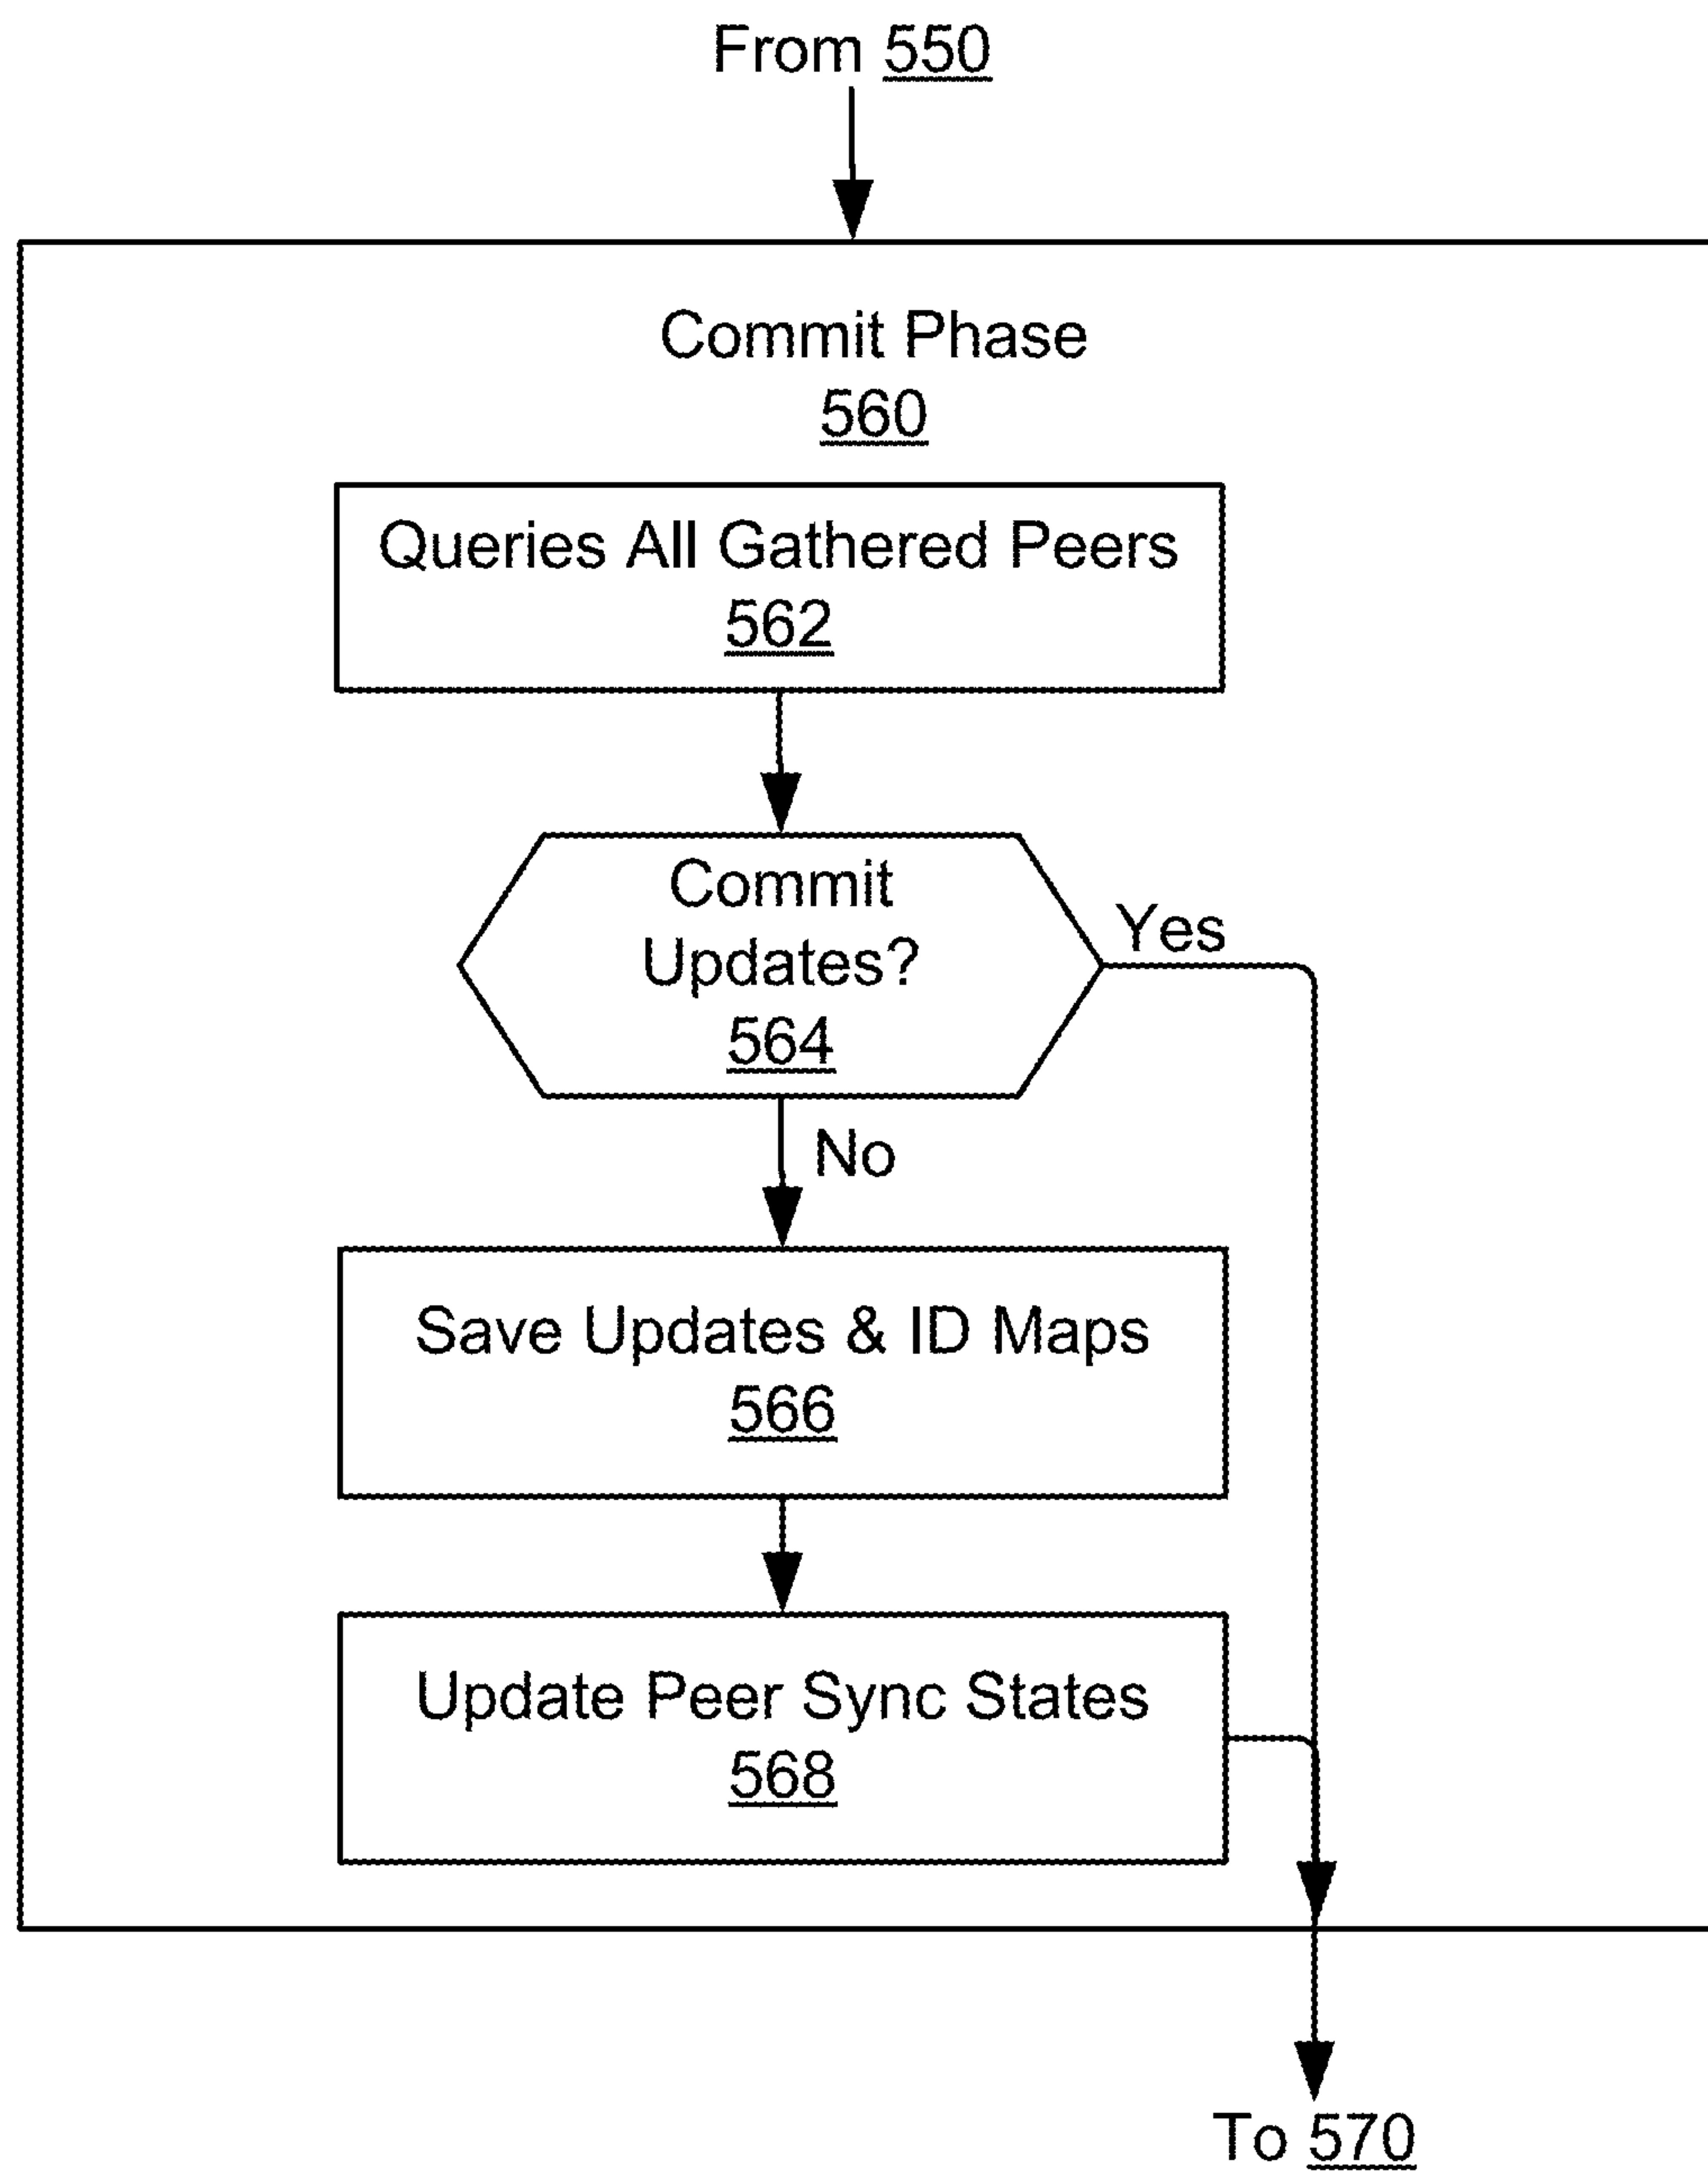 From 550
Commit Phase
560
Queries All Gathered Peers
562
Commit
Updates?
564
Yes
No
Save Updates & ID Maps
566
Update Peer Sync States
568
To 570